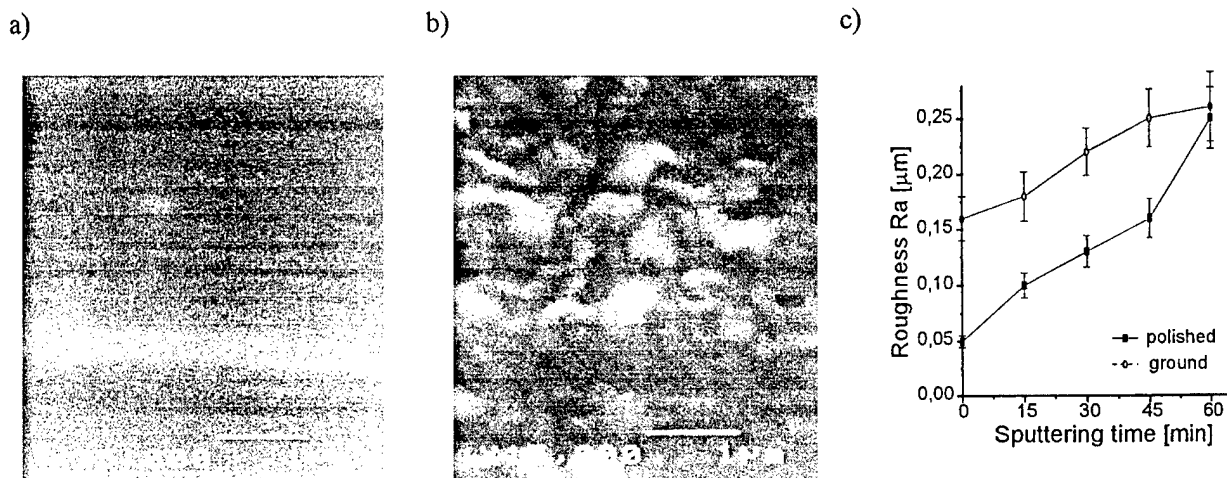 a)
b)
c)
Roughness Ra [μm]
0,25
0,20
0,15
0,10
0,05
0,00
polished
ground
0
15
30
45
60
Sputtering time [min]